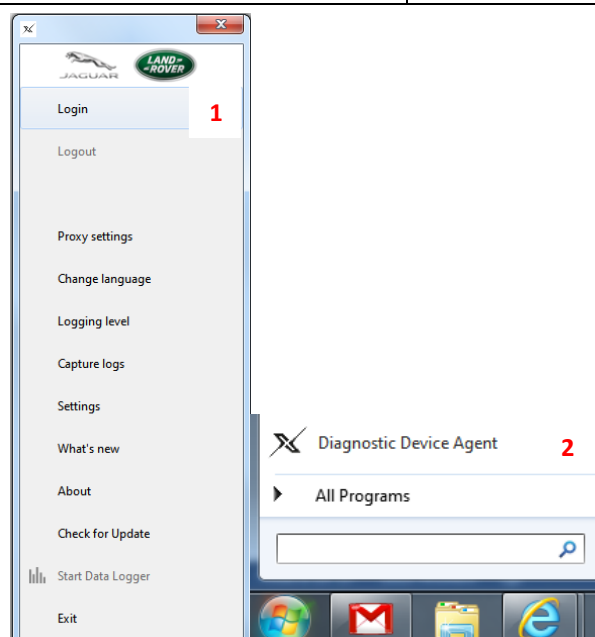 JAGUAR
LAND-
-ROVER
Login
1
Logout
Proxy settings
Change language
Logging level
Capture logs
Settings
What's new
About
Check for Update
Start Data Logger
Exit
Diagnostic Device Agent
2
All Programs